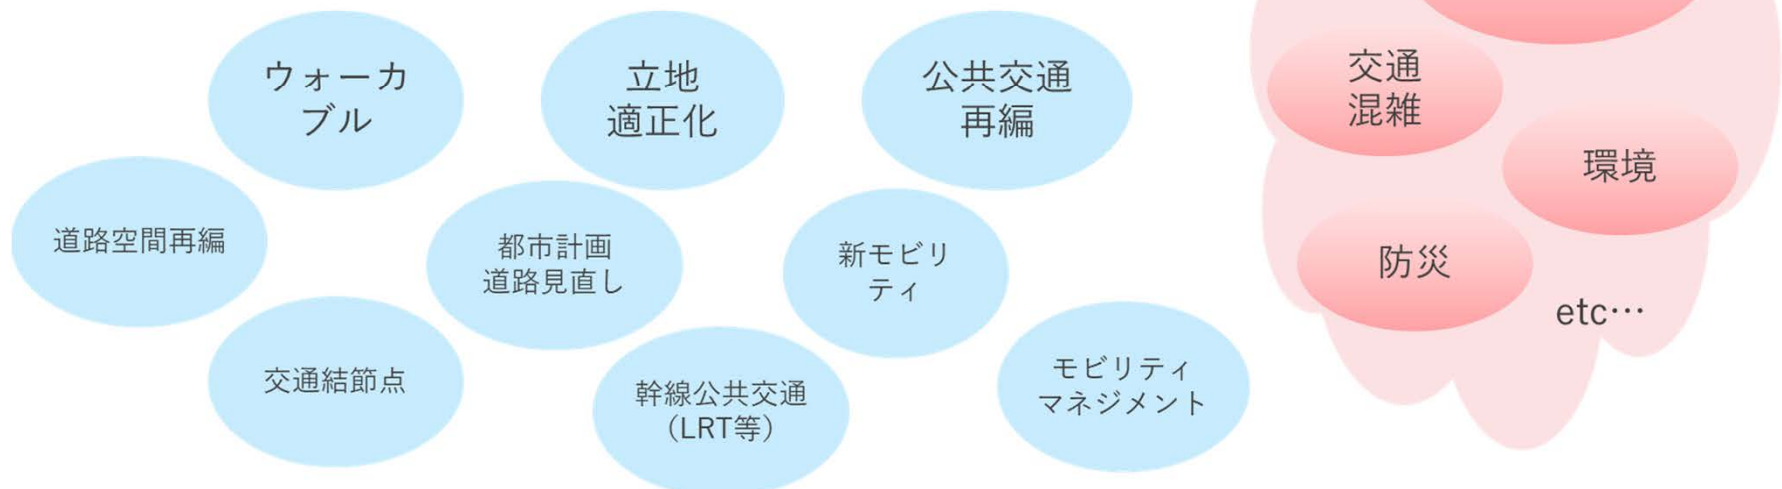 ウォーカ
ブル
立地
適正化
公共交通
再編
道路空間再編
都市計画
道路見直し
新モビリ
ティ
交通結節点
幹線公共交通
（LRT等）
モビリティ
マネジメント
交通
混雑
環境
防災
etc…